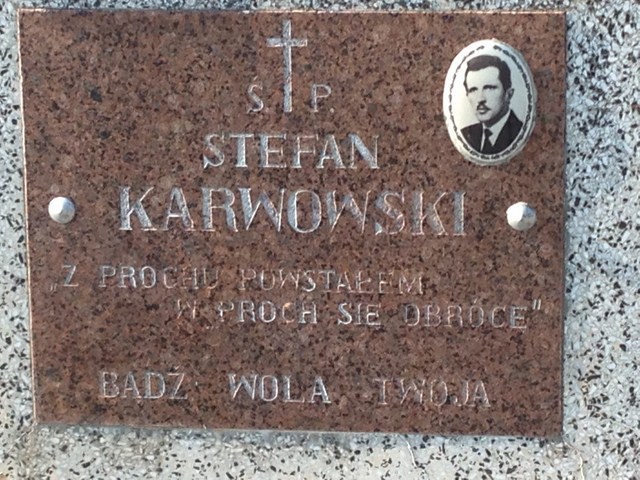 Ś. P.
STEFAN
KARWOWSKI
„Z PROCHU POWSTAŁEM
W PROCH SIĘ OBRÓCĘ"
BĄDŹ WOLA TWOJA